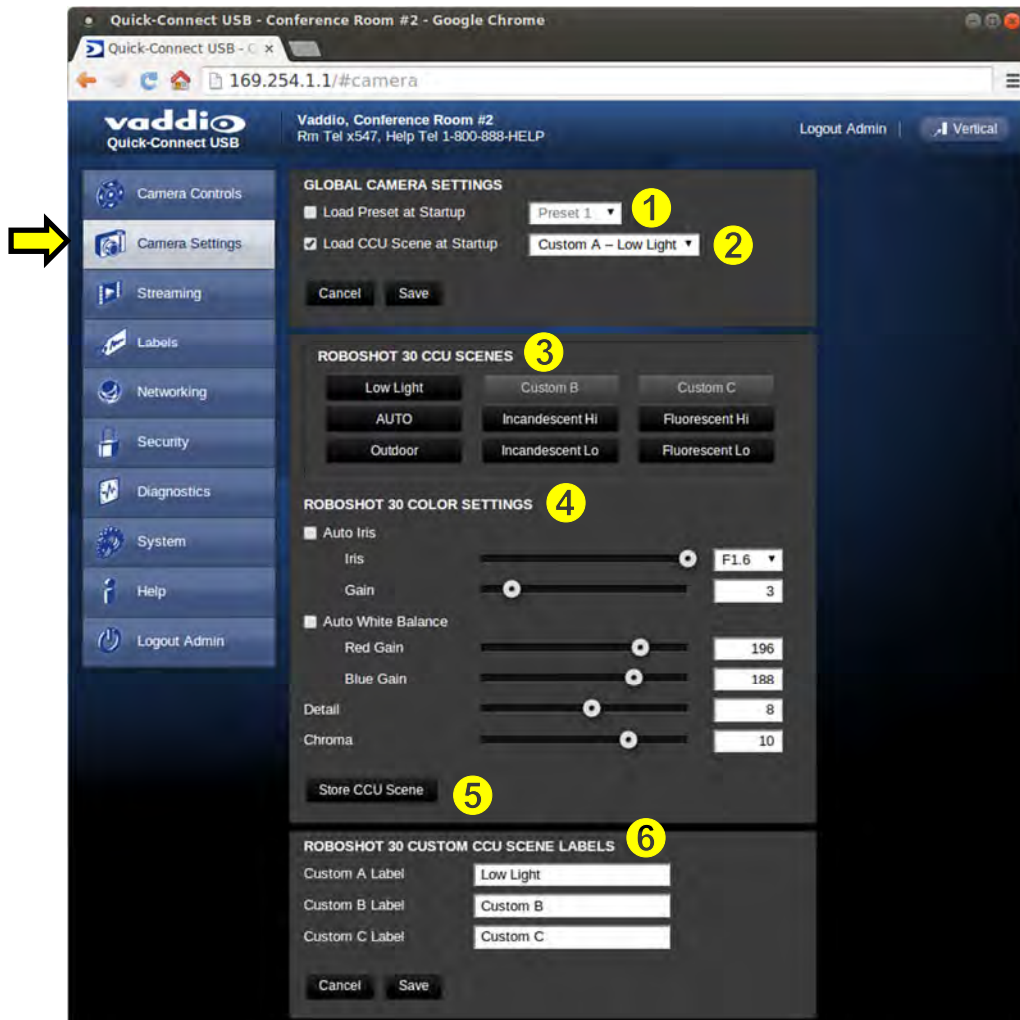 Quick-Connect USB - Conference Room #2 - Google Chrome
Quick-Connect USB - C ×
169.254.1.1/#camera
vaddio
Quick-Connect USB
Vaddio, Conference Room #2
Rm Tel x547, Help Tel 1-800-888-HELP
Logout Admin | Vertical
Camera Controls
Camera Settings
Streaming
Labels
Networking
Security
Diagnostics
System
Help
Logout Admin
GLOBAL CAMERA SETTINGS
Load Preset at Startup Preset 1 1
Load CCU Scene at Startup Custom A – Low Light 2
Cancel Save
ROBOSHOT 30 CCU SCENES 3
Low Light Custom B Custom C
AUTO Incandescent Hi Fluorescent Hi
Outdoor Incandescent Lo Fluorescent Lo
ROBOSHOT 30 COLOR SETTINGS 4
Auto Iris
Iris F1.6
Gain 3
Auto White Balance
Red Gain 196
Blue Gain 188
Detail 8
Chroma 10
Store CCU Scene 5
ROBOSHOT 30 CUSTOM CCU SCENE LABELS 6
Custom A Label Low Light
Custom B Label Custom B
Custom C Label Custom C
Cancel Save